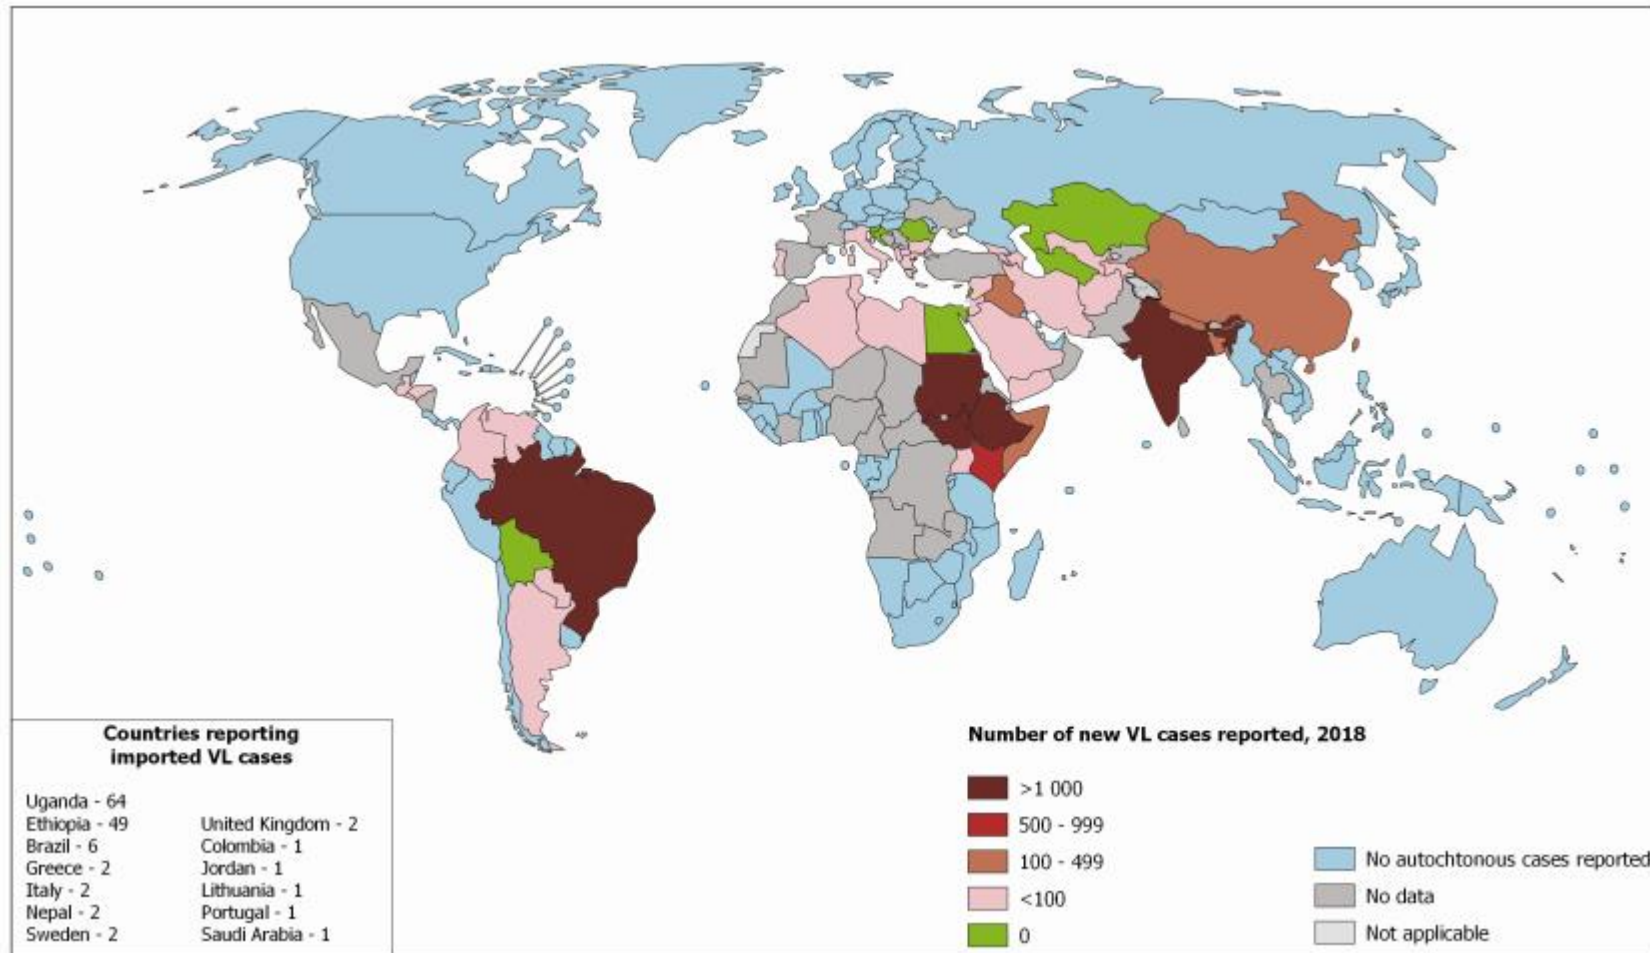 Countries reporting
imported VL cases
Uganda - 64
Ethiopia - 49
Brazil - 6
Greece - 2
Italy - 2
Nepal - 2
Sweden - 2
United Kingdom - 2
Colombia - 1
Jordan - 1
Lithuania - 1
Portugal - 1
Saudi Arabia - 1
Number of new VL cases reported, 2018
>1 000
500 - 999
100 - 499
<100
0
No autochtonous cases reported
No data
Not applicable